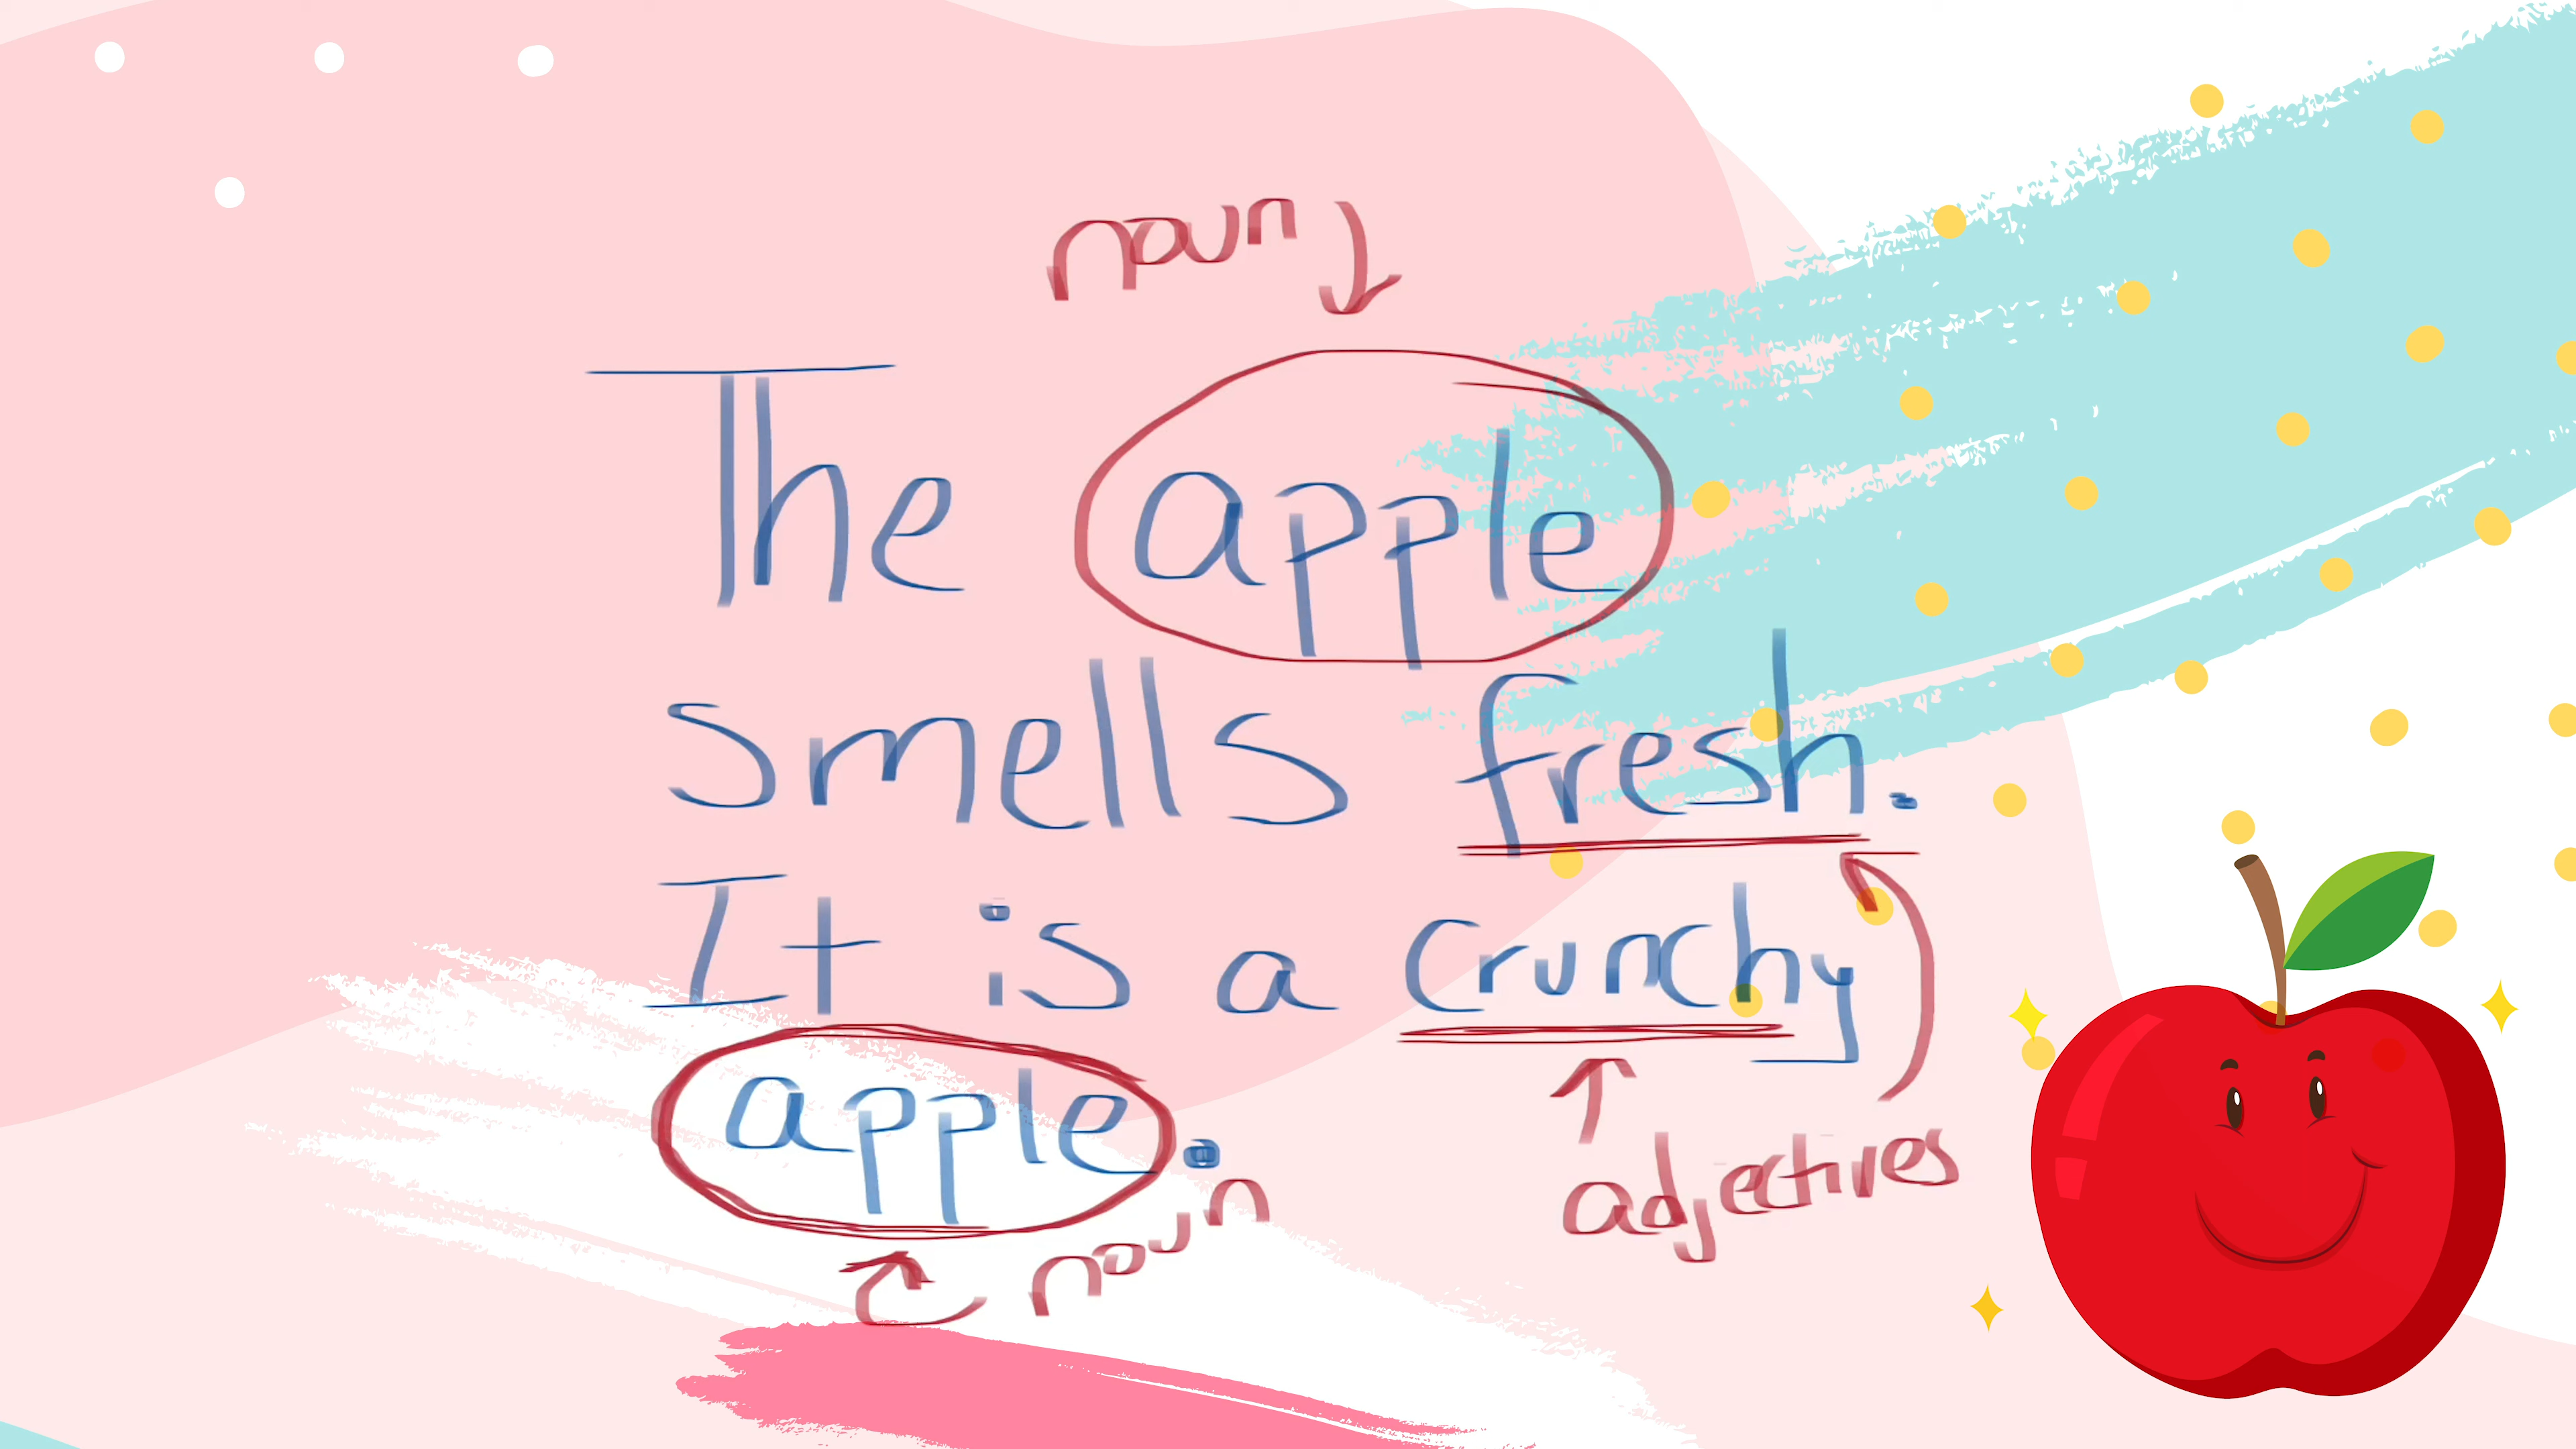 noun
The apple
smells fresh.
It is a crunchy
apple.
adjectives
noun